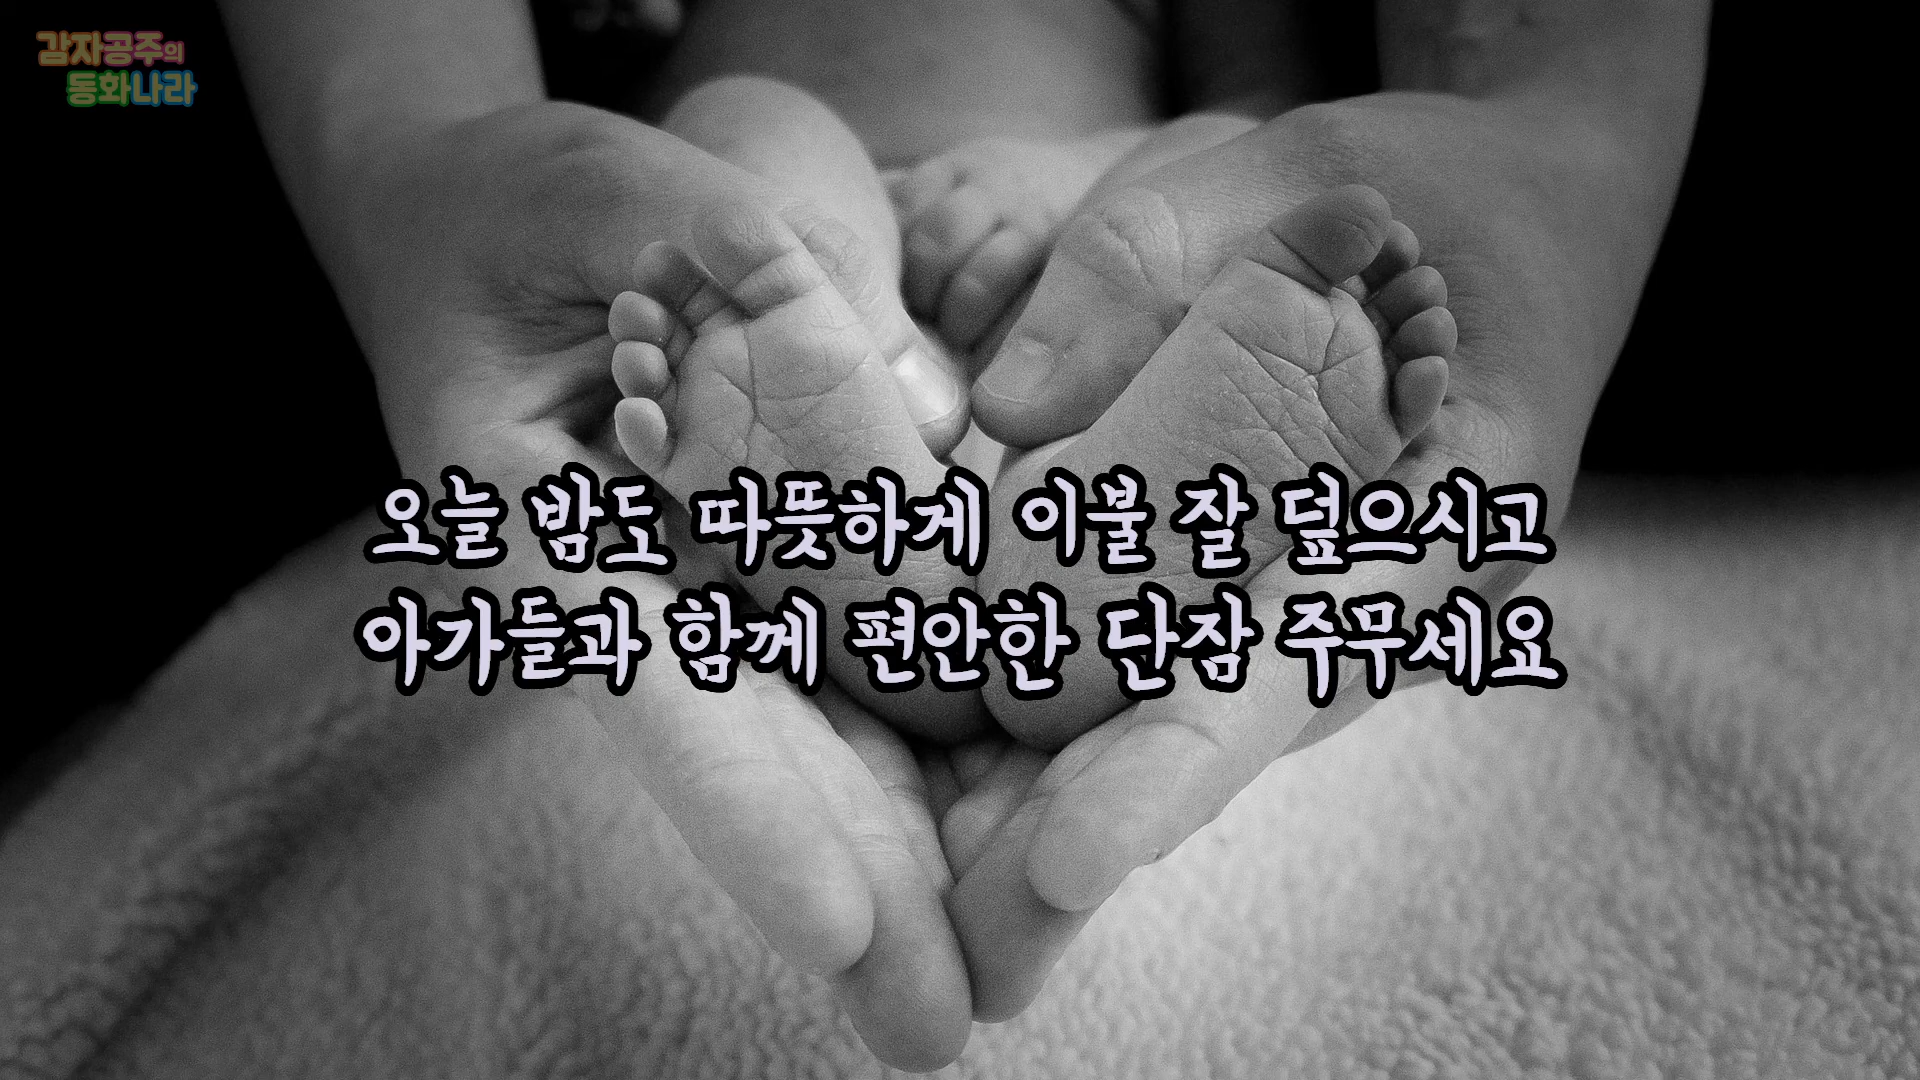 감자공주의
동화나라
오늘 밤도 따뜻하게 이불 잘 덮으시고
아가들과 함께 편안한 단잠 주무세요